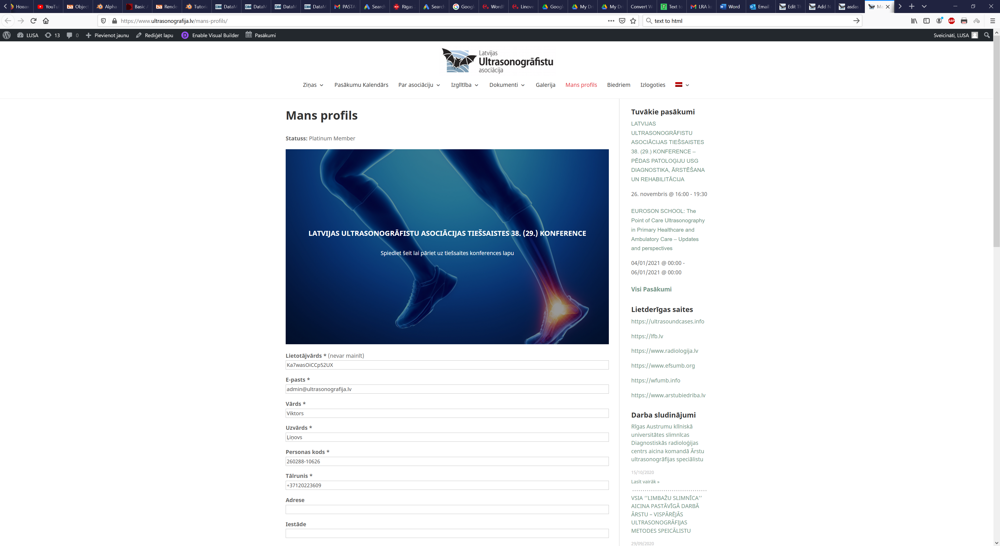 Новая
YouTu
Object
Alpha
Basic
Rende
Tutoria
DataM
DataM
DataM
DataM
PASTA
Search
Rīgas
Search
Googl
WordP
Linove
Googl
My Dri
My Dri
Convert W
Text to
LRA ko
Word
Email
Edit Th
Add N
asdas
Ma
https://www.ultrasonografija.lv/mans-profils/
text to html
ABP
LUSA
13
0
Pievienot jaunu
Rediģēt lapu
D
Enable Visual Builder
Pasākumi
Sveicināti, LUSA
Latvijas
Ultrasonogrāfistu
asociācija
Ziņas
Pasākumu Kalendārs
Par asociāciju
Izglītība
Dokumenti
Galerija
Mans profils
Biedriem
Izlogoties
Mans profils
Statuss: Platinum Member
LATVIJAS ULTRASONOGRĀFISTU ASOCIĀCIJAS TIEŠSAISTES 38. (29.) KONFERENCE
Spiediet šeit lai pāriet uz tiešsaites konferences lapu
Lietotājvārds * (nevar mainīt)
Ka7wasOiCCp52UX
E-pasts *
admin@ultrasonografija.lv
Vārds *
Viktors
Uzvārds *
Ļiņovs
Personas kods *
260288-10626
Tālrunis *
+37120223609
Adrese
Iestāde
Tuvākie pasākumi
LATVIJAS
ULTRASONOGRĀFISTU
ASOCIĀCIJAS TIEŠSAISTES
38. (29.) KONFERENCE –
PĒDAS PATOLOĢIJU USG
DIAGNOSTIKA, ĀRSTĒŠANA
UN REHABILITĀCIJA
26. novembris @ 16:00 - 19:30
EUROSON SCHOOL: The
Point of Care Ultrasonography
in Primary Healthcare and
Ambulatory Care – Updates
and perspectives
04/01/2021 @ 00:00 -
06/01/2021 @ 00:00
Visi Pasākumi
Lietderīgas saites
https://ultrasoundcases.info
https://lfb.lv
https://www.radiologija.lv
https://www.efsumb.org
https://wfumb.info
https://www.arstubiedriba.lv
Darba sludinājumi
Rīgas Austrumu klīniskā
universitātes slimnīcas
Diagnostiskās radioloģijas
centrs aicina komandā Ārstu
ultrasonogrāfijas speciālistu
15/10/2020
Lasīt vairāk »
VSIA ‘’LIMBAŽU SLIMNĪCA’’
AICINA PASTĀVĪGĀ DARBĀ
ĀRSTU – VISPĀRĒJĀS
ULTRASONOGRĀFIJAS
METODES SPEICĀLISTU
29/09/2020